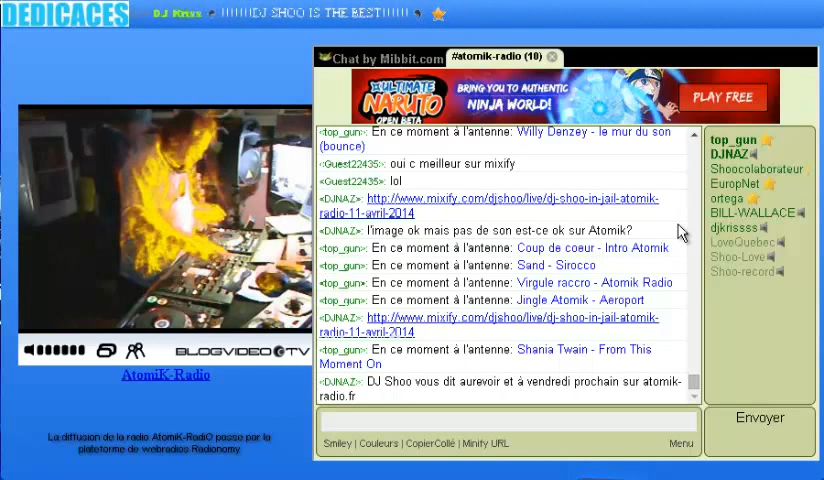 DEDICACES
DJ Kriss !!!!!!!DJ SHOO IS THE BEST!!!!!!
Chat by Mibbit.com
#atomik-radio (10)
ULTIMATE NARUTO OPEN BETA
BRING YOU TO AUTHENTIC
NINJA WORLD!
PLAY FREE
<top_gun>: En ce moment à l'antenne: Willy Denzey - le mur du son
(bounce)
<Guest22435>: oui c meilleur sur mixify
<Guest22435>: lol
<DJNAZ>: http://www.mixify.com/djshoo/live/dj-shoo-in-jail-atomik-
radio-11-avril-2014
<DJNAZ>: l'image ok mais pas de son est-ce ok sur Atomik?
<top_gun>: En ce moment à l'antenne: Coup de coeur - Intro Atomik
<top_gun>: En ce moment à l'antenne: Sand - Sirocco
<top_gun>: En ce moment à l'antenne: Virgule raccro - Atomik Radio
<top_gun>: En ce moment à l'antenne: Jingle Atomik - Aeroport
<DJNAZ>: http://www.mixify.com/djshoo/live/dj-shoo-in-jail-atomik-
radio-11-avril-2014
<top_gun>: En ce moment à l'antenne: Shania Twain - From This
Moment On
<DJNAZ>: DJ Shoo vous dit aurevoir et à vendredi prochain sur atomik-
radio.fr
top_gun
DJNAZ
Shoocolaborateur
EuropNet
ortega
BILL-WALLACE
djkrissss
LoveQuebec
Shoo-Love
Shoo-record
Smiley | Couleurs | CopierCollé | Minify URL
Menu
Envoyer
BLOGVIDEO TV
AtomiK-Radio
La diffusion de la radio AtomiK-RadiO passe par la
plateforme de webradios Radionomy.